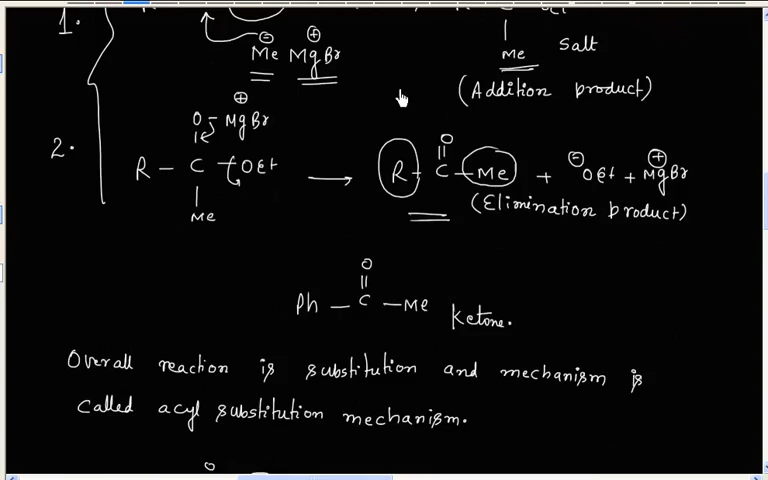 1.
⊖ ⊕
Me MgBr
Me salt
(Addition product)
⊕
O - MgBr
2. R - C - OEt
Me
O
R - C - Me + ⊖OEt + ⊕MgBr
(Elimination product)
O
Ph - C - Me Ketone.
Overall reaction is substitution and mechanism is
called acyl substitution mechanism.
O